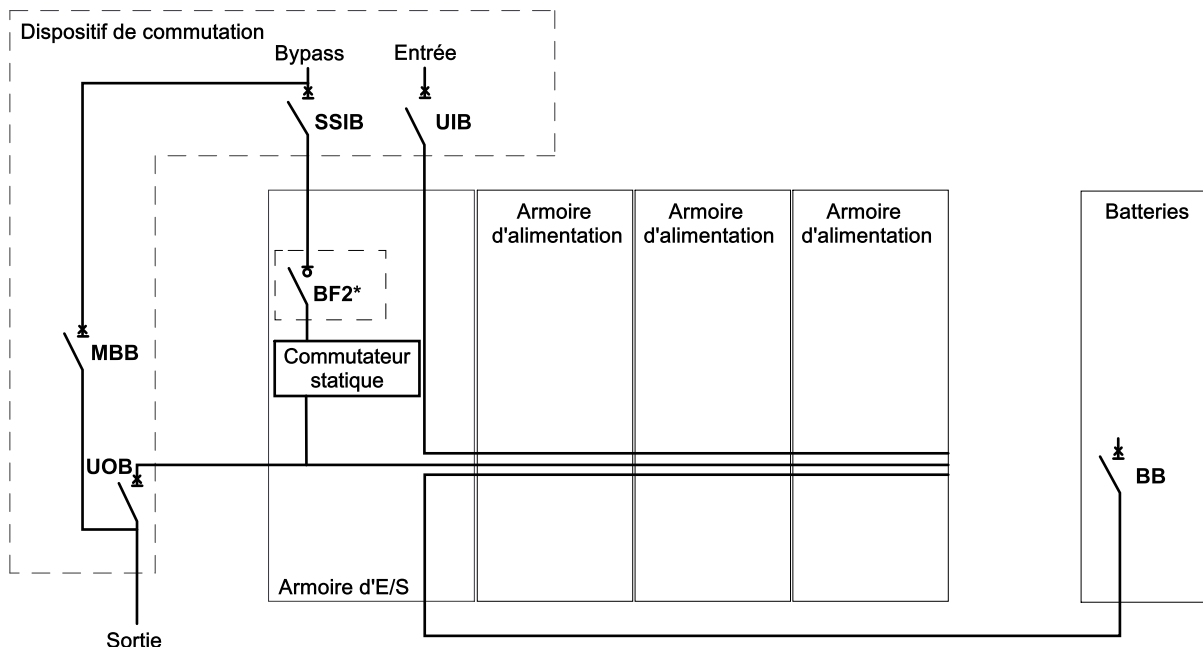 Dispositif de commutation
Bypass
Entrée
SSIB
UIB
Armoire
d'alimentation
Armoire
d'alimentation
Armoire
d'alimentation
Batteries
BF2*
MBB
Commutateur
statique
UOB
BB
Armoire d'E/S
Sortie